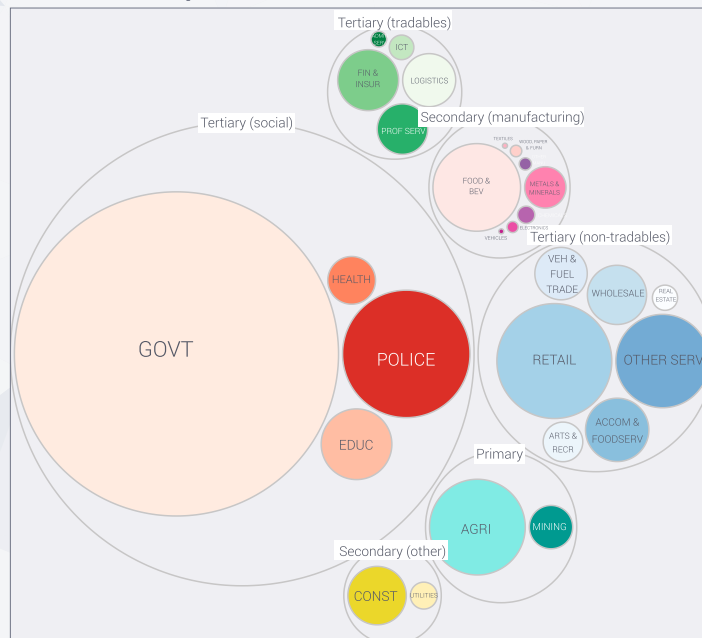 Tertiary (tradables)
ICT
FIN &
INSUR
LOGISTICS
PROF SERV
Secondary (manufacturing)
TEXTILES
WOOD, PAPER
& FURN
FOOD &
BEV
METALS &
MINERALS
ELECTRONICS
VEHICLES
Tertiary (social)
HEALTH
GOVT
POLICE
EDUC
Tertiary (non-tradables)
VEH &
FUEL
TRADE
WHOLESALE
REAL
ESTATE
RETAIL
OTHER SERV
ACCOM &
FOODSERV
ARTS &
RECR
Primary
AGRI
MINING
Secondary (other)
CONST
UTILITIES